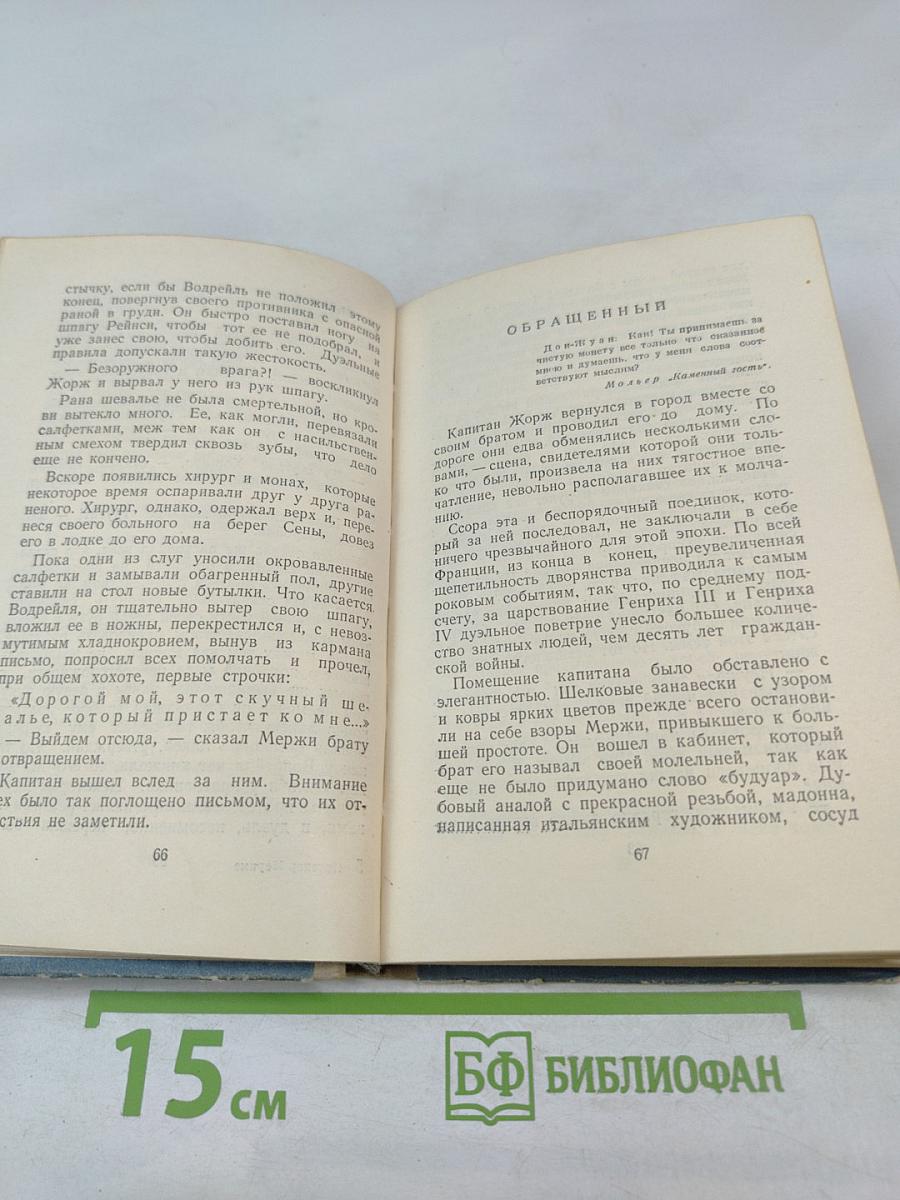 стычку, если бы Водрейль не положил этому
конец, повергнув своего противника с опасной
раной в груди. Он быстро поставил ногу на
шпагу Рейнси, чтобы тот ее не подобрал, и
уже занес свою, чтобы добить его. Дуэльные
правила допускали такую жестокость.
— Безоружного врага?! — воскликнул
Жорж и вырвал у него из рук шпагу.
Рана шевалье не была смертельной, но кро-
ви вытекло много. Ее, как могли, перевязали
салфетками, меж тем как он с насильствен-
ным смехом твердил сквозь зубы, что дело
еще не кончено.
Вскоре появились хирург и монах, которые
некоторое время оспаривали друг у друга ра-
неного. Хирург, однако, одержал верх и, пере-
неся своего больного на берег Сены, довез
его в лодке до его дома.
Пока одни из слуг уносили окровавленные
салфетки и замывали обагренный пол, другие
ставили на стол новые бутылки. Что касается
Водрейля, он тщательно вытер свою шпагу,
вложил ее в ножны, перекрестился и, с невоз-
мутимым хладнокровием, вынув из кармана
письмо, попросил всех помолчать и прочел,
при общем хохоте, первые строчки:
«Дорогой мой, этот скучный ше-
алье, который пристает ко мне...»
— Выйдем отсюда, — сказал Мержи брату
отвращением.
Капитан вышел вслед за ним. Внимание
ех было так поглощено письмом, что их от-
ствия не заметили.
66
ОБРАЩЕННЫЙ
Дон-Жуан: Как! Ты принимаешь за
чистую монету все только что сказанное
мною и думаешь, что у меня слова соот-
ветствуют мыслям?
Мольер „Каменный гость".
Капитан Жорж вернулся в город вместе со
своим братом и проводил его до дому. По
дороге они едва обменялись несколькими сло-
вами, — сцена, свидетелями которой они толь-
ко что были, произвела на них тягостное впе-
чатление, невольно располагавшее их к молча-
нию.
Ссора эта и беспорядочный поединок, кото-
рый за ней последовал, не заключали в себе
ничего чрезвычайного для этой эпохи. По всей
Франции, из конца в конец, преувеличенная
щепетильность дворянства приводила к самым
роковым событиям, так что, по среднему под-
счету, за царствование Генриха III и Генриха
IV дуэльное поветрие унесло большее количе-
ство знатных людей, чем десять лет граждан-
ской войны.
Помещение капитана было обставлено с
элегантностью. Шелковые занавески с узором
и ковры ярких цветов прежде всего останови-
ли на себе взоры Мержи, привыкшего к боль-
шей простоте. Он вошел в кабинет, который
брат его называл своей молельней, так как
еще не было придумано слово «будуар». Ду-
бовый аналой с прекрасной резьбой, мадонна,
написанная итальянским художником, сосуд
67
15 см
БФ БИБЛИОФАН